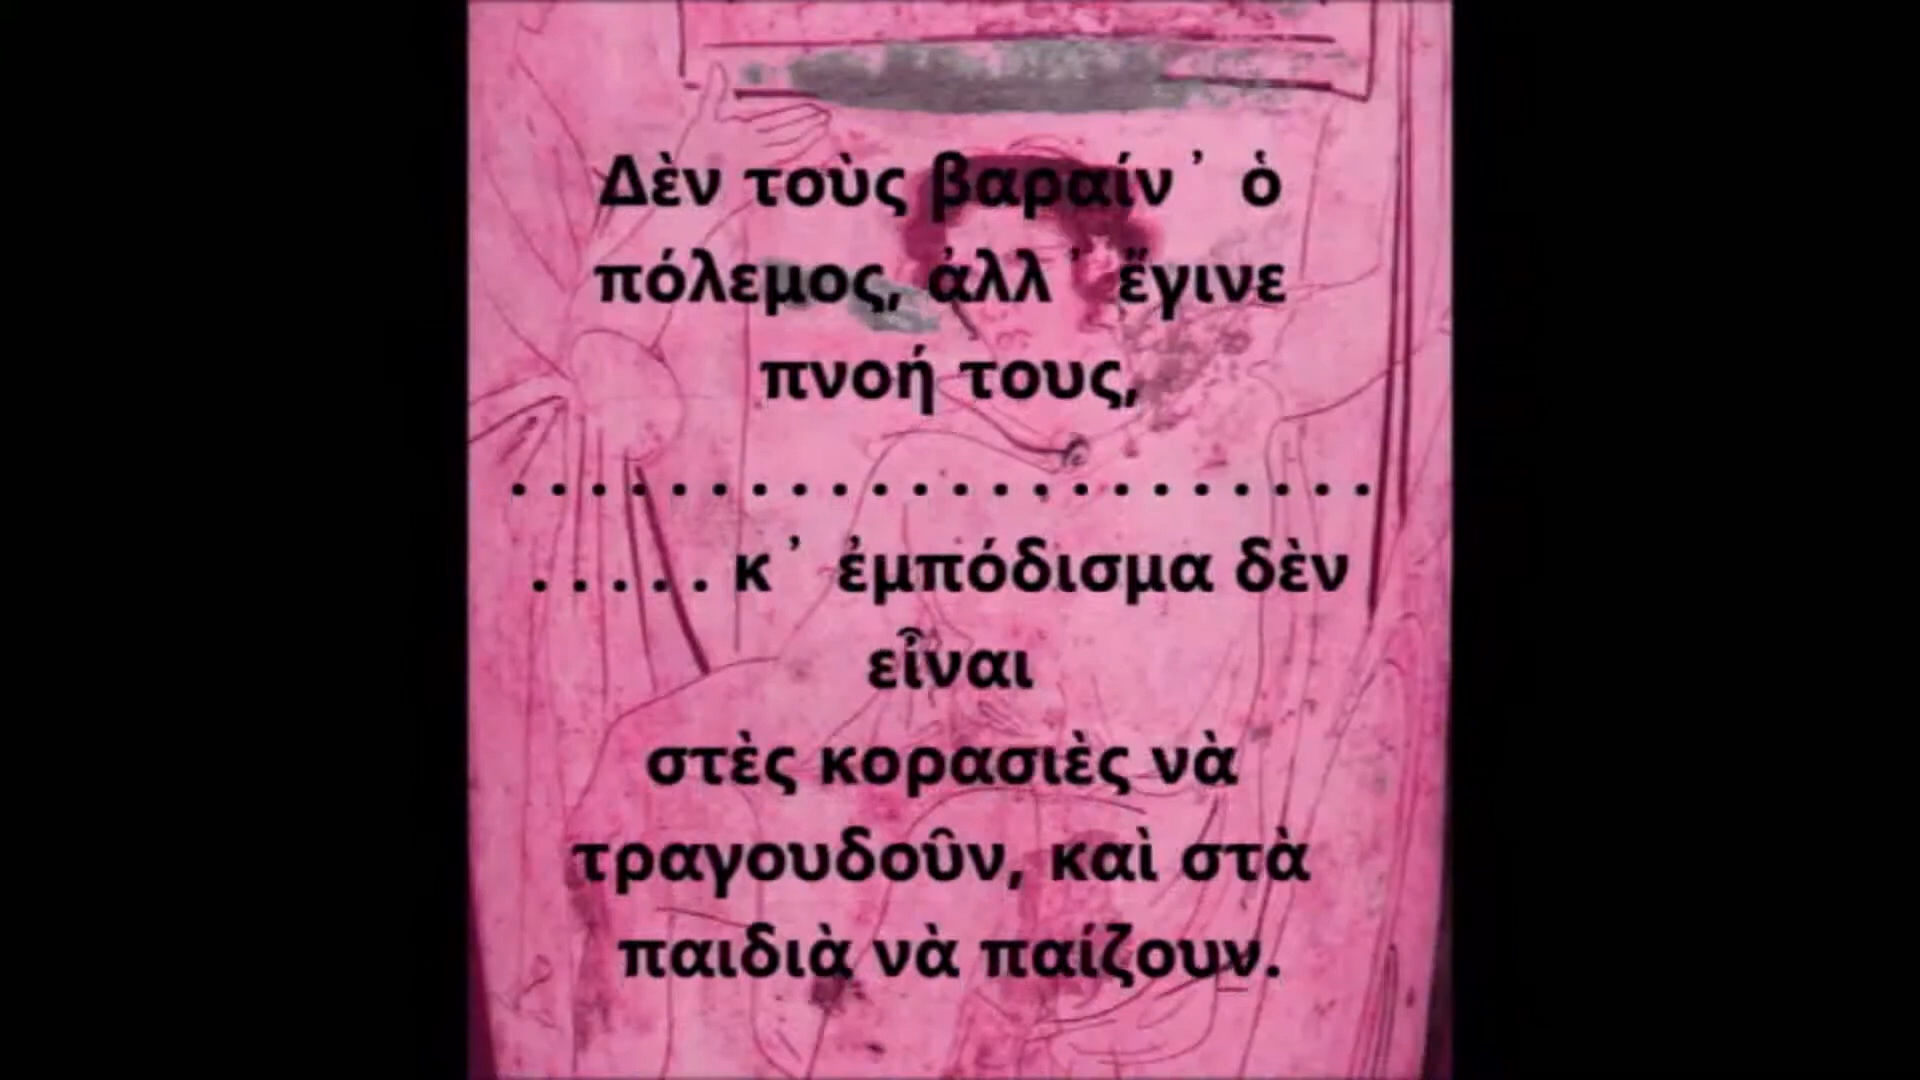 Δὲν τοὺς βαραίν᾿ ὁ
πόλεμος, ἀλλ᾿ ἔγινε
πνοή τους,
. . . . . . . . . . . . . . . . . . . . . .
. . . . . κ᾿ ἐμπόδισμα δὲν
εἶναι
στὲς κορασιὲς νὰ
τραγουδοῦν, καὶ στὰ
παιδιὰ νὰ παίζουν.